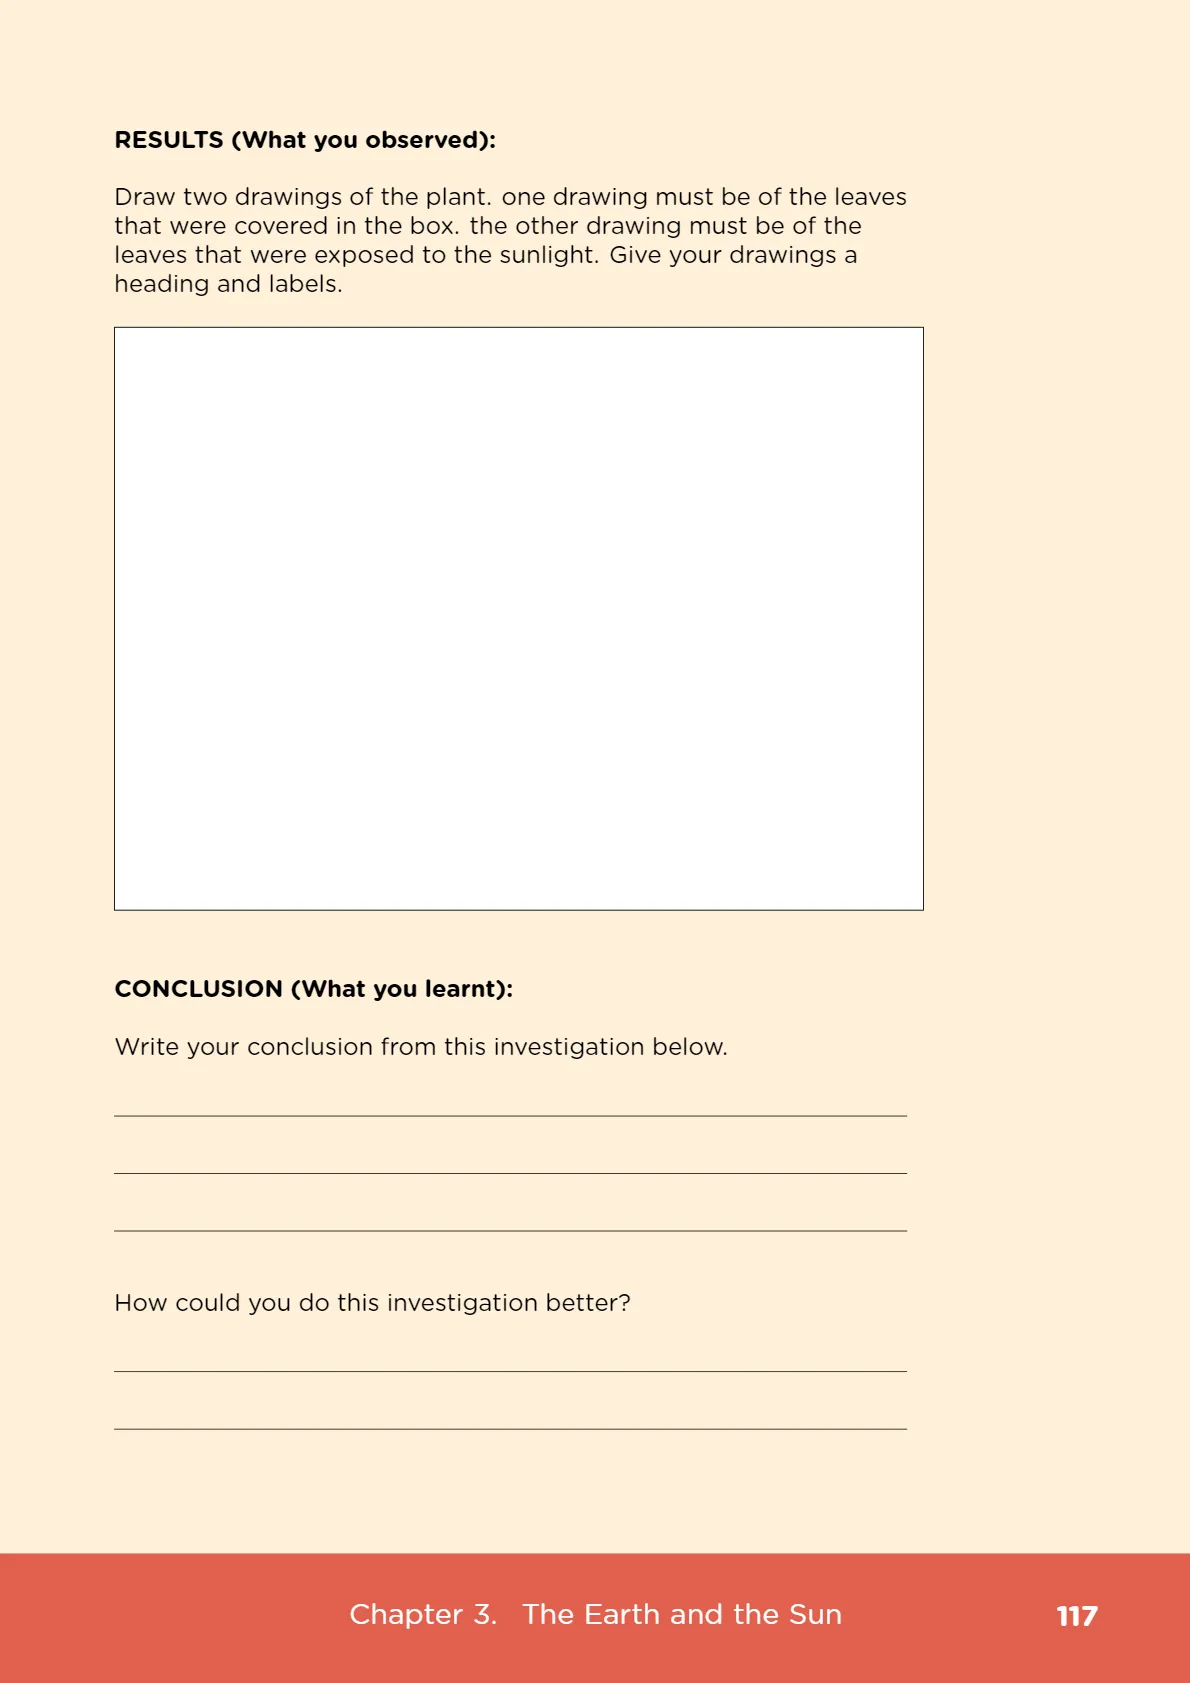 RESULTS (What you observed):
Draw two drawings of the plant. one drawing must be of the leaves
that were covered in the box. the other drawing must be of the
leaves that were exposed to the sunlight. Give your drawings a
heading and labels.
CONCLUSION (What you learnt):
Write your conclusion from this investigation below.
How could you do this investigation better?
Chapter 3. The Earth and the Sun 117